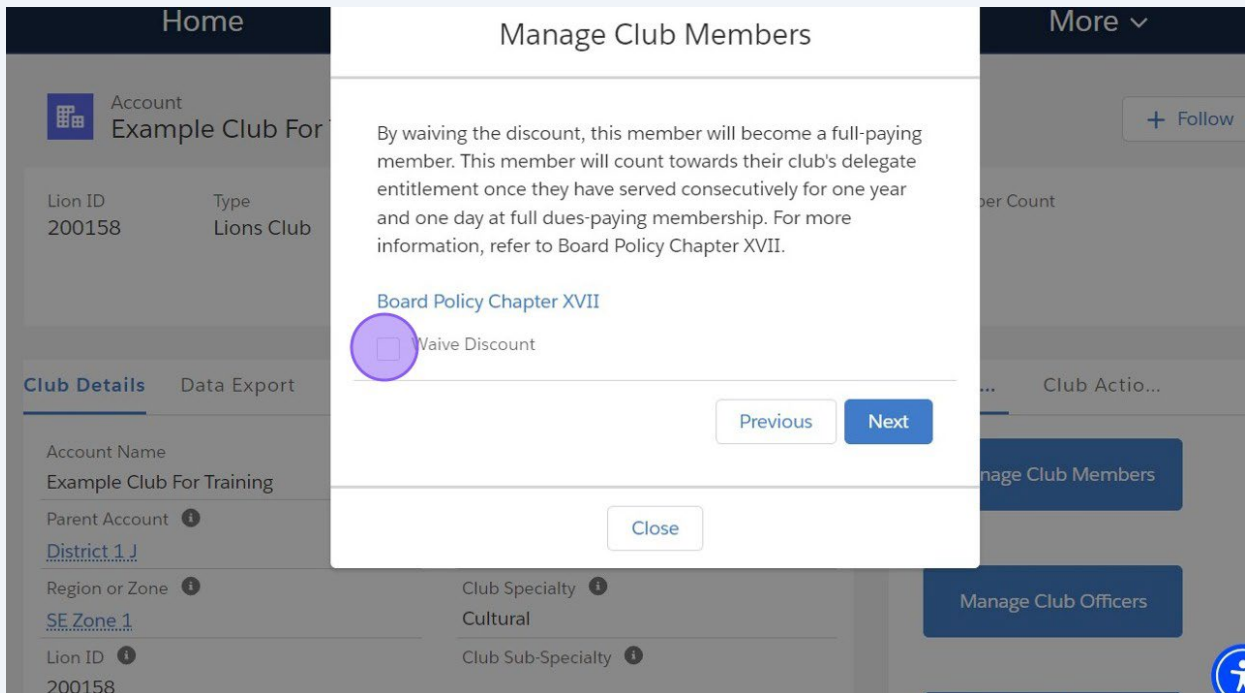 Home
Manage Club Members
More
Account
Example Club For
+ Follow
By waiving the discount, this member will become a full-paying
member. This member will count towards their club's delegate
entitlement once they have served consecutively for one year
and one day at full dues-paying membership. For more
information, refer to Board Policy Chapter XVII.
Lion ID
Type
200158
Lions Club
Count
Board Policy Chapter XVII
Waive Discount
Club Details
Data Export
...
Club Actio...
Previous
Next
Account Name
Example Club For Training
Club Members
Parent Account
District 1 J
Close
Region or Zone
SE Zone 1
Club Specialty
Cultural
Manage Club Officers
Lion ID
200158
Club Sub-Specialty